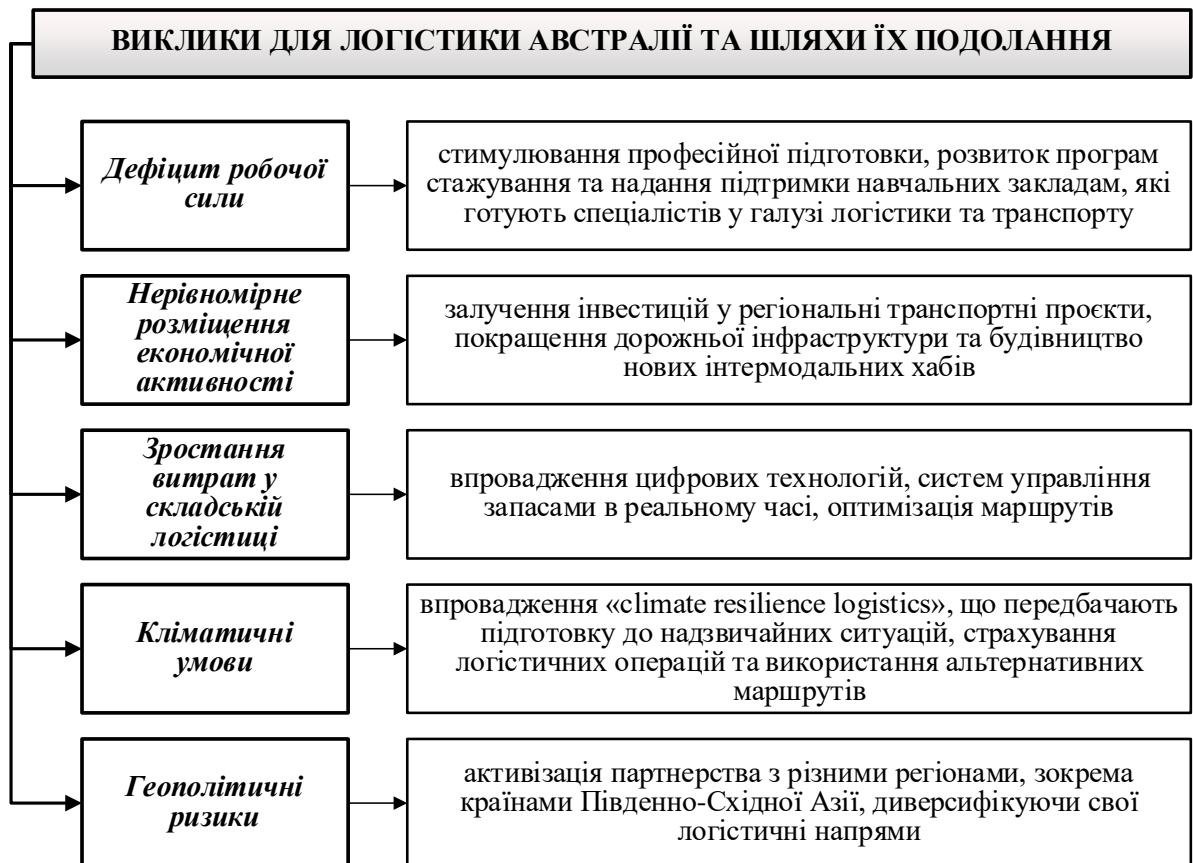 ВИКЛИКИ ДЛЯ ЛОГІСТИКИ АВСТРАЛІЇ ТА ШЛЯХИ ЇХ ПОДОЛАННЯ
Дефіцит робочої
сили
стимулювання професійної підготовки, розвиток програм
стажування та надання підтримки навчальних закладам, які
готують спеціалістів у галузі логістики та транспорту
Нерівномірне
розміщення
економічної
активності
залучення інвестицій у регіональні транспортні проєкти,
покращення дорожньої інфраструктури та будівництво
нових інтермодальних хабів
Зростання
витрат у
складській
логістиці
впровадження цифрових технологій, систем управління
запасами в реальному часі, оптимізація маршрутів
Кліматичні
умови
впровадження «climate resilience logistics», що передбачають
підготовку до надзвичайних ситуацій, страхування
логістичних операцій та використання альтернативних
маршрутів
Геополітичні
ризики
активізація партнерства з різними регіонами, зокрема
країнами Південно-Східної Азії, диверсифікуючи свої
логістичні напрями